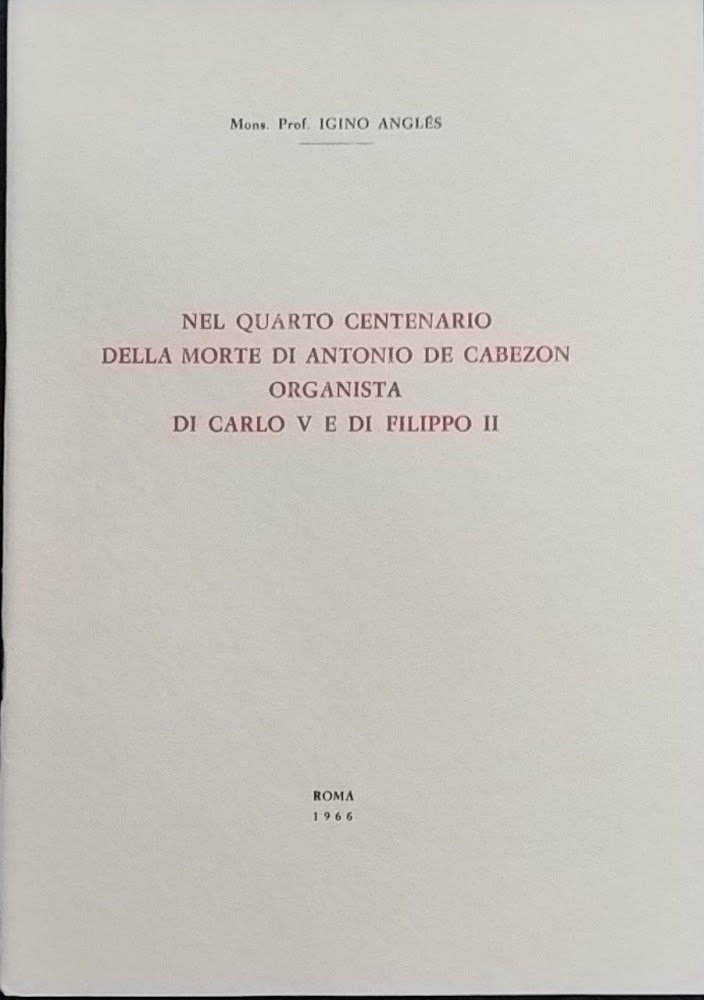 Mons. Prof. IGINO ANGLÉS
NEL QUARTO CENTENARIO
DELLA MORTE DI ANTONIO DE CABEZON
ORGANISTA
DI CARLO V E DI FILIPPO II
ROMA
1966